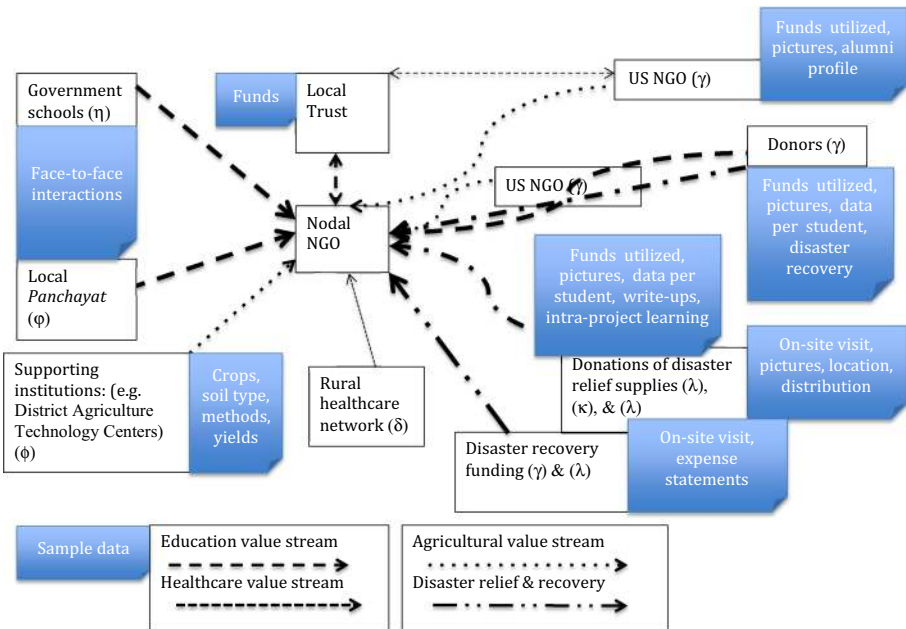 Funds utilized,
pictures, alumni
profile
US NGO (γ)
Government
schools (η)
Funds
Local
Trust
Donors (γ)
Face-to-face
interactions
US NGO (γ)
Funds utilized,
pictures, data
per student,
disaster
recovery
Nodal
NGO
Local
Panchayat
(φ)
Funds utilized,
pictures, data per
student, write-ups,
intra-project learning
On-site visit,
pictures, location,
distribution
Supporting
institutions: (e.g.
District Agriculture
Technology Centers)
(ϕ)
Crops,
soil type,
methods,
yields
Rural
healthcare
network (δ)
Donations of disaster
relief supplies (λ),
(κ), & (λ)
Disaster recovery
funding (γ) & (λ)
On-site visit,
expense
statements
Sample data
Education value stream
Healthcare value stream
Agricultural value stream
Disaster relief & recovery